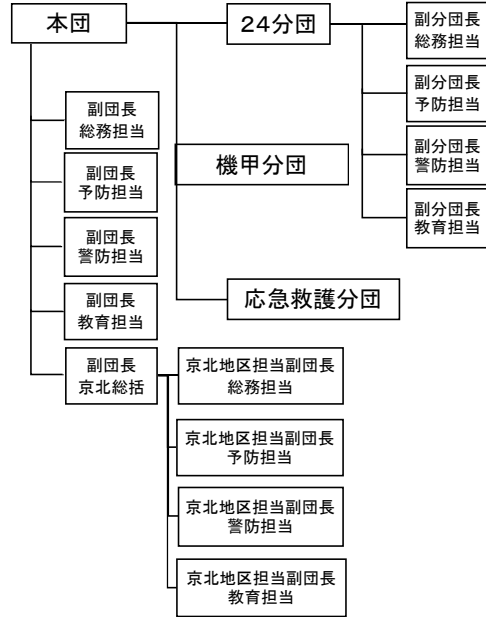 本団
24分団
副分団長
総務担当
副分団長
予防担当
副分団長
警防担当
副分団長
教育担当
機甲分団
応急救護分団
副団長
総務担当
副団長
予防担当
副団長
警防担当
副団長
教育担当
副団長
京北総括
京北地区担当副団長
総務担当
京北地区担当副団長
予防担当
京北地区担当副団長
警防担当
京北地区担当副団長
教育担当